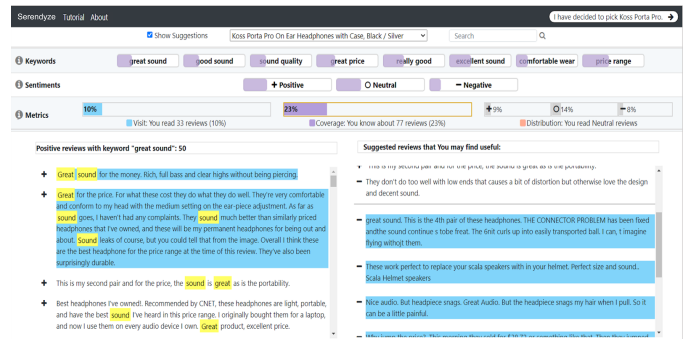 Serendyze Tutorial About I have decided to pick Koss Porta Pro. →
Show Suggestions Koss Porta Pro On Ear Headphones with Case, Black / Silver Search
Keywords great sound good sound sound quality great price really good excellent sound comfortable wear price range
Sentiments + Positive O Neutral − Negative
Metrics 10% 23% + 9% O 14% − 8%
Visit: You read 33 reviews (10%) Coverage: You know about 77 reviews (23%) Distribution: You read Neutral reviews
Positive reviews with keyword "great sound": 50
+ Great sound for the money. Rich, full bass and clear highs without being piercing.
+ Great for the price. For what these cost they do what they do well. They're very comfortable
and conform to my head with the medium setting on the ear-piece adjustment. As far as
sound goes, I haven't had any complaints. They sound much better than similarly priced
headphones that I've owned, and these will be my permanent headphones for being out and
about. Sound leaks of course, but you could tell that from the image. Overall I think these
are the best headphone for the price range at the time of this review. They've also been
surprisingly durable.
+ This is my second pair and for the price, the sound is great as is the portability.
+ Best headphones I've owned!. Recommended by CNET, these headphones are light, portable,
and have the best sound I've heard in this price range. I originally bought them for a laptop,
and now I use them on every audio device I own. Great product, excellent price.
Suggested reviews that You may find useful:
+ This is my second pair and for the price, the sound is great as is the portability.
− They don't do too well with low ends that causes a bit of distortion but otherwise love the design
and decent sound.
− great sound. This is the 4th pair of these headphones. THE CONNECTOR PROBLEM has been fixed
andthe sound continue s tobe freat. The 6nit curls up into easily transported ball. I can, t imagine
flying withojt them.
− These work perfect to replace your scala speakers with in your helmet. Perfect size and sound..
Scala Helmet speakers
− Nice audio. But headpiece snags. Great Audio. But the headpiece snags my hair when I pull. So it
can be a little painful.